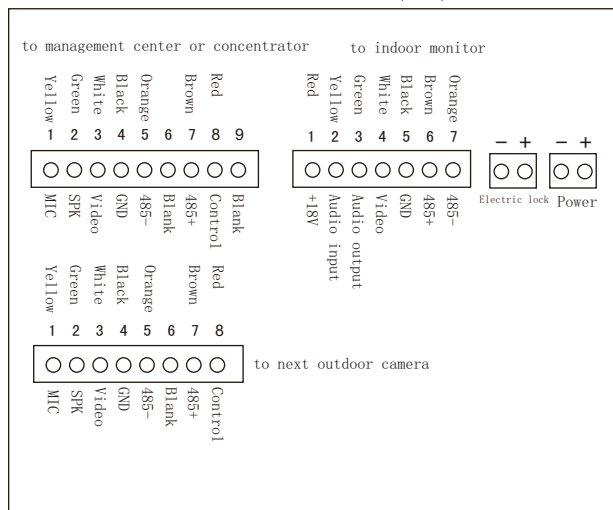 to management center or concentrator
Yellow Green White Black Orange Brown Red
1 2 3 4 5 6 7 8 9
MIC SPK Video GND 485- Blank 485+ Control Blank
to indoor monitor
Red Yellow Green White Black Brown Orange
1 2 3 4 5 6 7
+18V Audio input Audio output Video GND 485+ 485-
- +
Electric lock
- +
Power
Yellow Green White Black Orange Brown Red
1 2 3 4 5 6 7 8
MIC SPK Video GND 485- Blank 485+ Control
to next outdoor camera